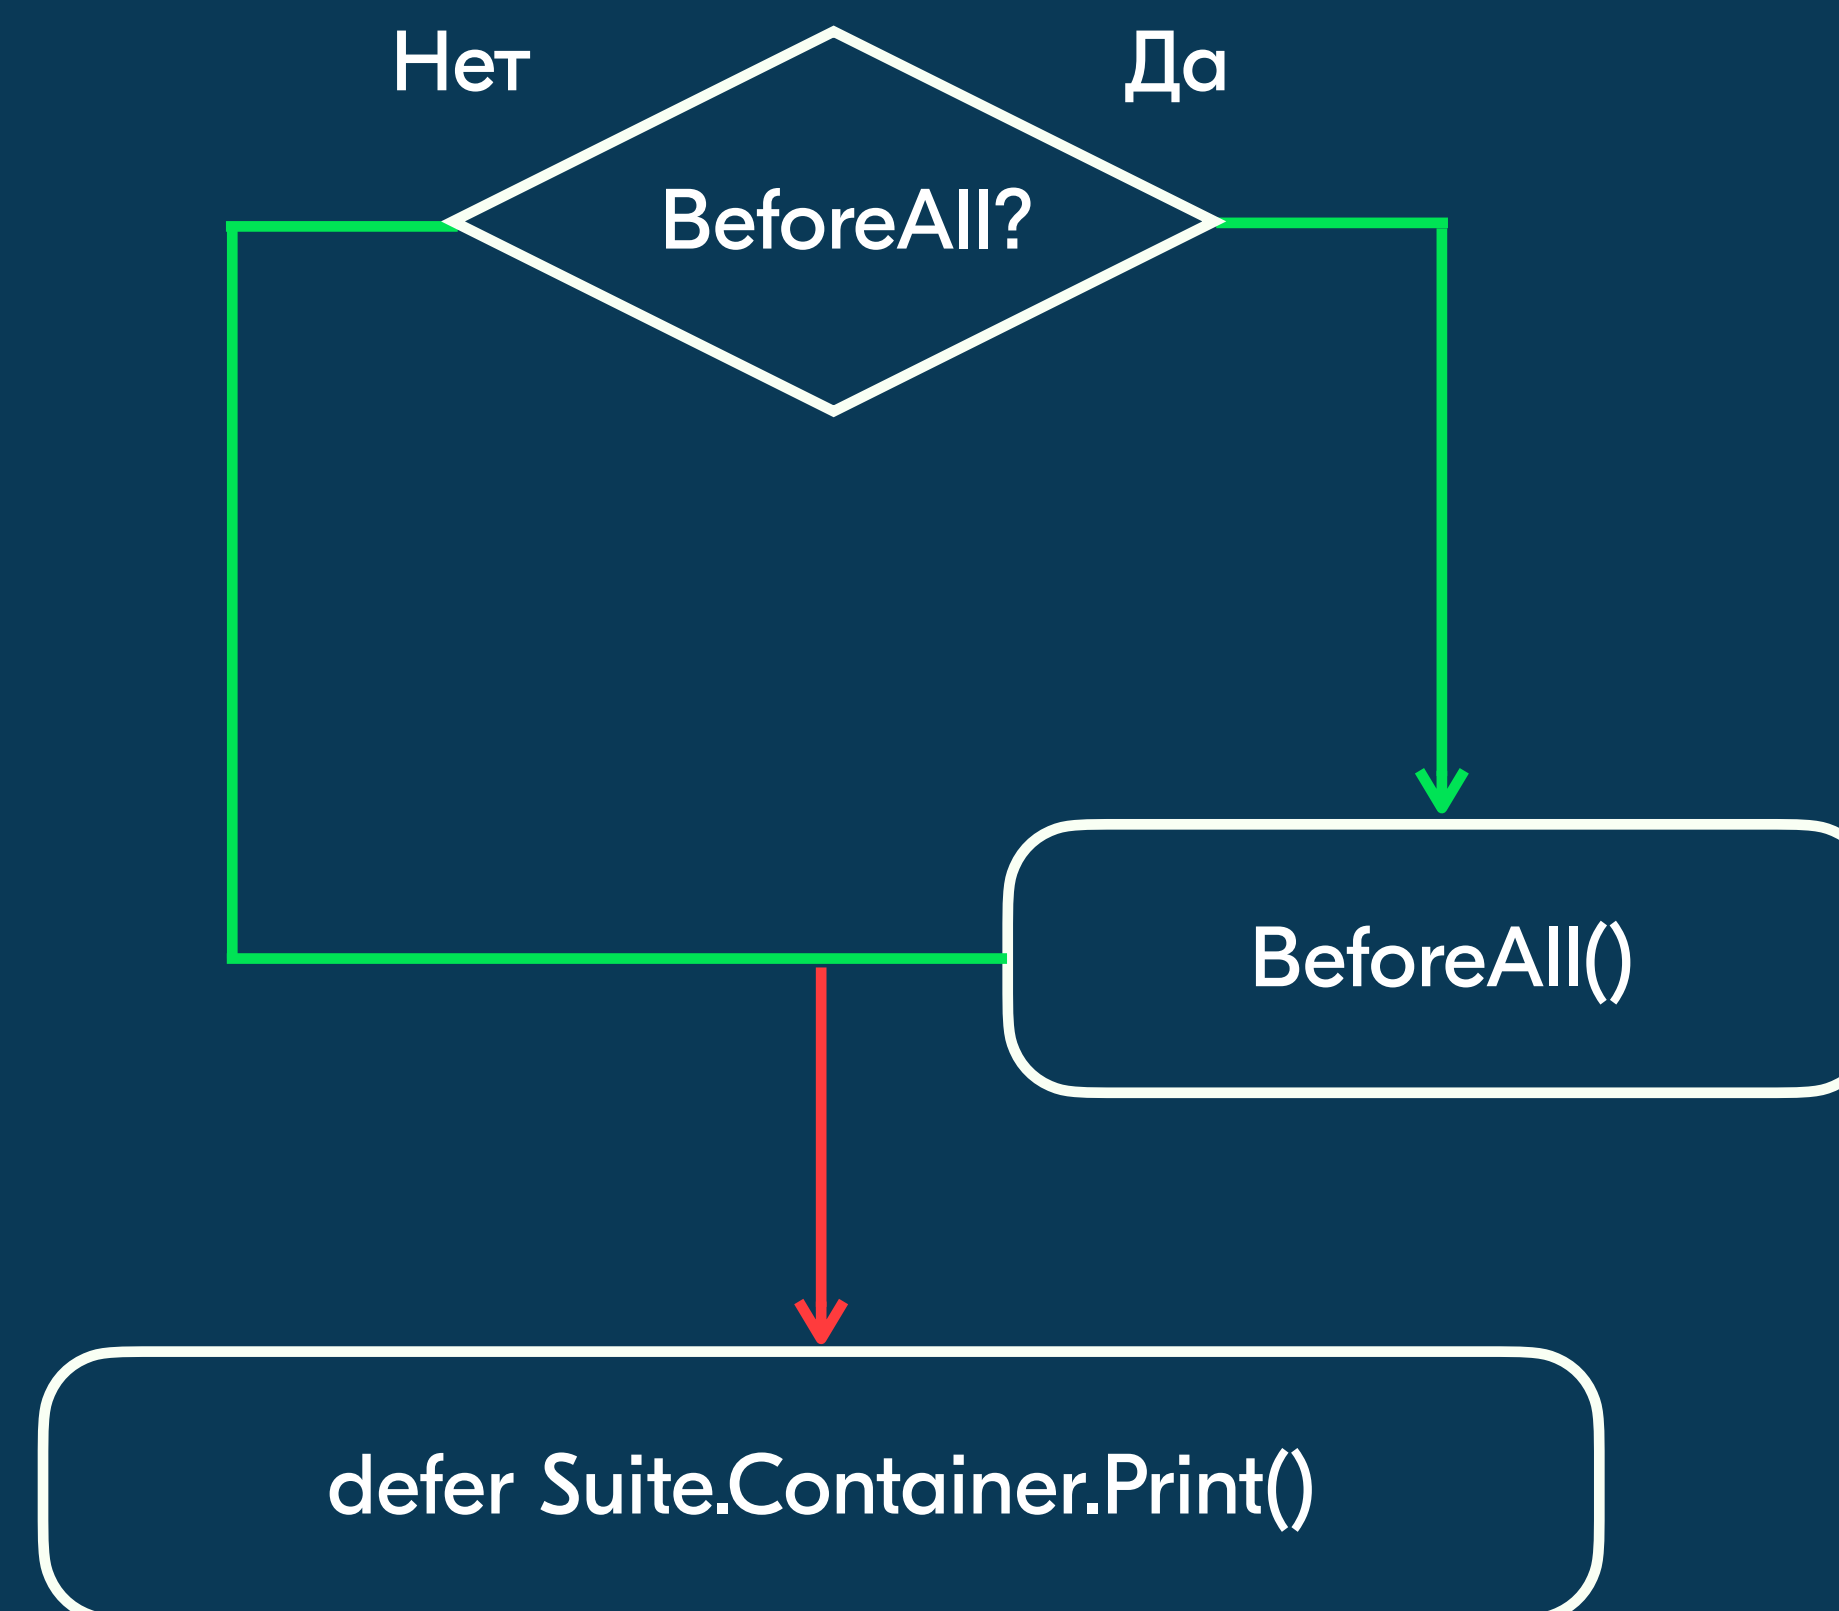 Нет
Да
BeforeAll?
BeforeAll()
defer Suite.Container.Print()